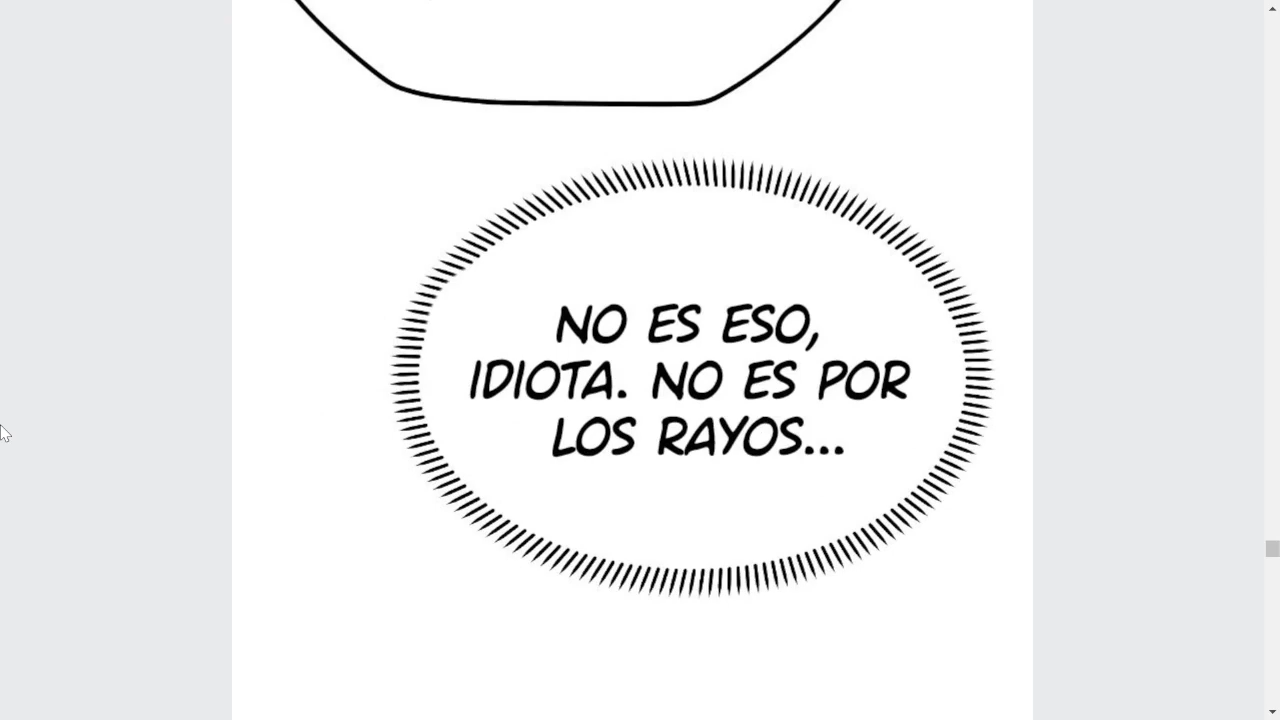 NO ES ESO,
IDIOTA. NO ES POR
LOS RAYOS...